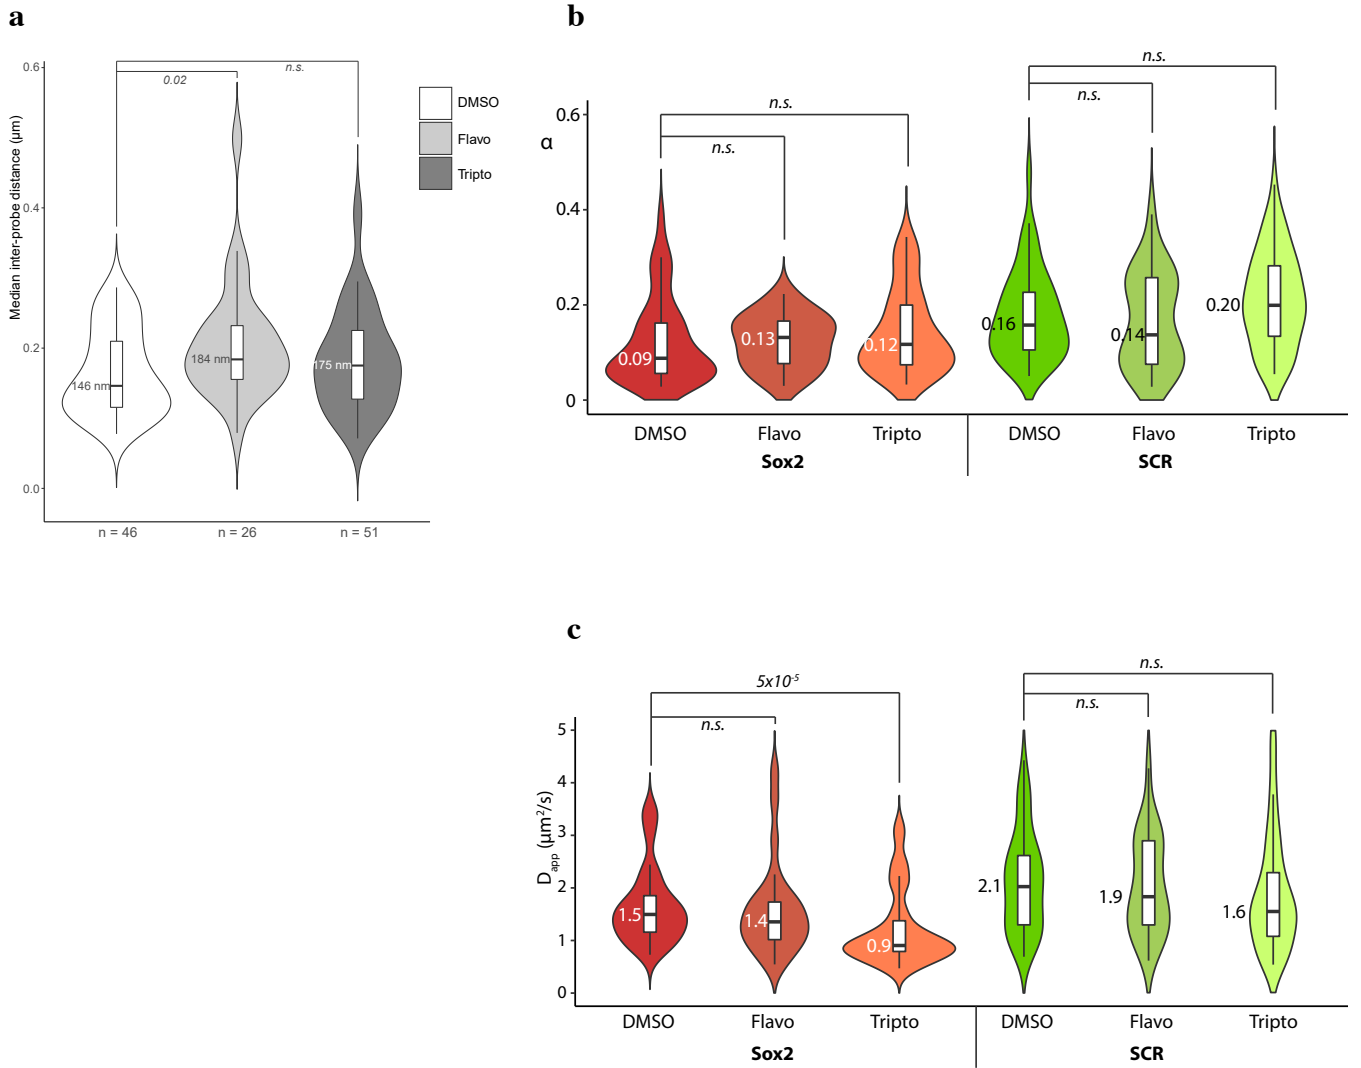 a
Median inter-probe distance (μm)
0.6
0.4
0.2
0.0
0.02
n.s.
146 nm
184 nm
175 nm
n = 46
n = 26
n = 51
DMSO
Flavo
Tripto
b
α
0.6
0.4
0.2
0
n.s.
n.s.
n.s.
n.s.
0.09
0.13
0.12
0.16
0.14
0.20
DMSO
Flavo
Tripto
DMSO
Flavo
Tripto
Sox2
SCR
c
D_app (μm²/s)
5
4
3
2
1
0
5x10⁻⁵
n.s.
n.s.
n.s.
1.5
1.4
0.9
2.1
1.9
1.6
DMSO
Flavo
Tripto
DMSO
Flavo
Tripto
Sox2
SCR